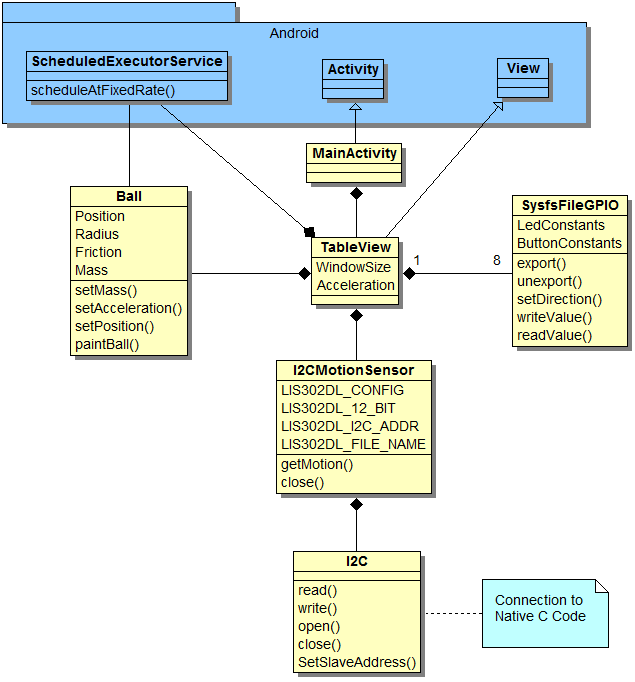 Android
ScheduledExecutorService
scheduleAtFixedRate()
Activity
View
MainActivity
Ball
Position
Radius
Friction
Mass
setMass()
setAcceleration()
setPosition()
paintBall()
TableView
WindowSize
Acceleration
1
8
SysfsFileGPIO
LedConstants
ButtonConstants
export()
unexport()
setDirection()
writeValue()
readValue()
I2CMotionSensor
LIS302DL_CONFIG
LIS302DL_12_BIT
LIS302DL_I2C_ADDR
LIS302DL_FILE_NAME
getMotion()
close()
I2C
read()
write()
open()
close()
SetSlaveAddress()
Connection to
Native C Code